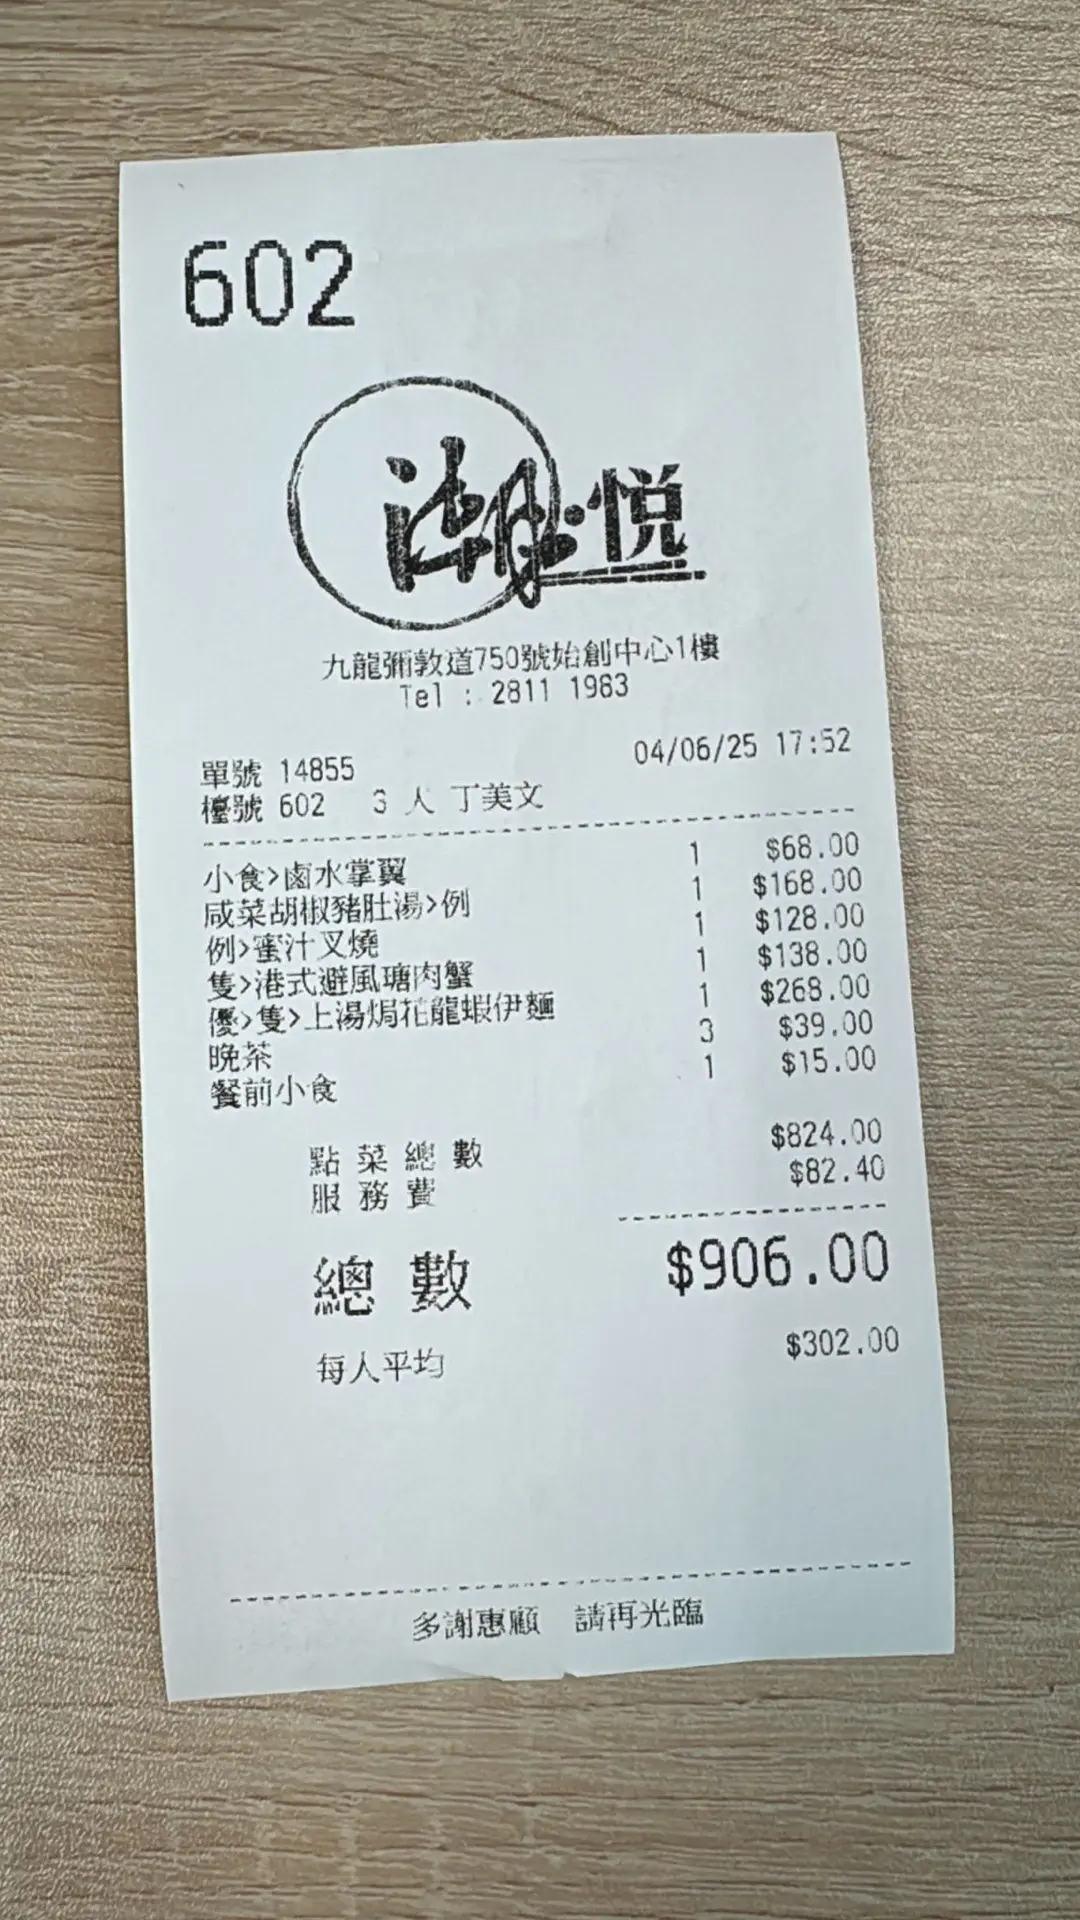 602
潮悦
九龍彌敦道750號始創中心1樓
Tel : 2811 1983
單號 14855 04/06/25 17:52
檯號 602 3 人 丁美文
小食>鹵水掌翼 1 $68.00
咸菜胡椒豬肚湯>例 1 $168.00
例>蜜汁叉燒 1 $128.00
隻>港式避風塘肉蟹 1 $138.00
優>隻>上湯焗花龍蝦伊麵 1 $268.00
晚茶 3 $39.00
餐前小食 1 $15.00
點菜總數 $824.00
服務費 $82.40
總數 $906.00
每人平均 $302.00
多謝惠顧 請再光臨